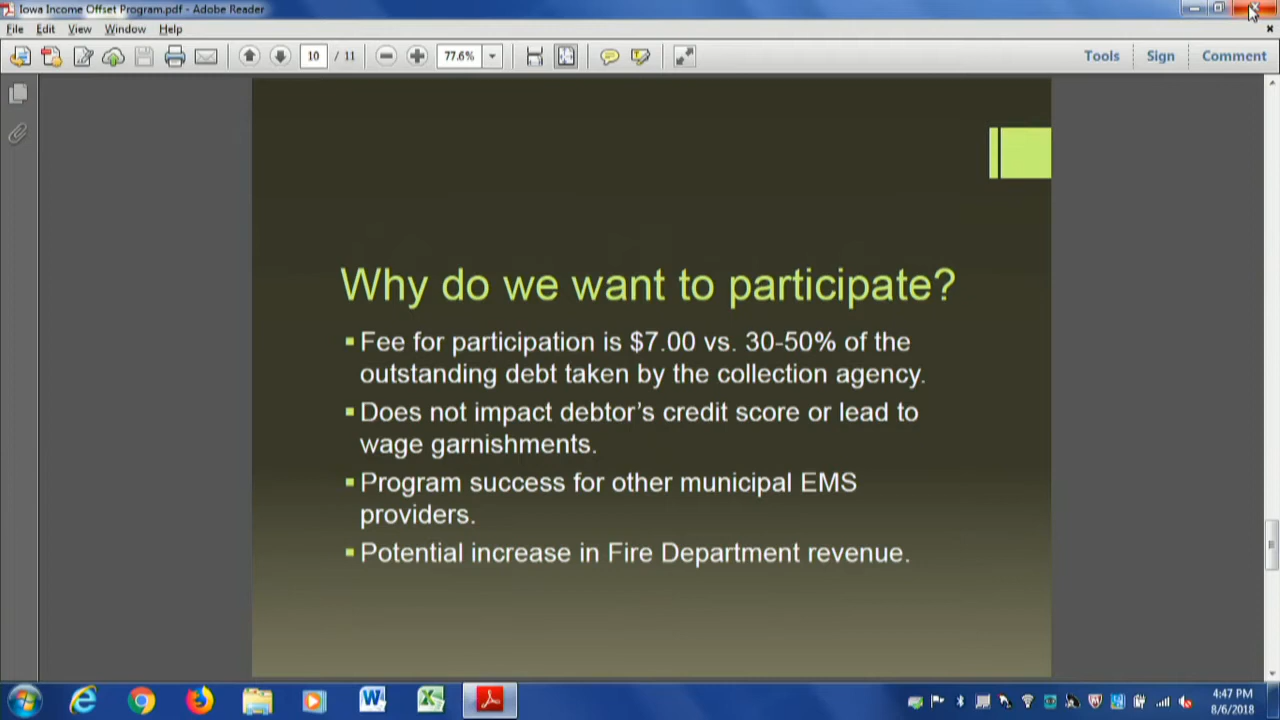 Iowa Income Offset Program.pdf - Adobe Reader
File Edit View Window Help
10 / 11 77.6% Tools Sign Comment
Why do we want to participate?
Fee for participation is $7.00 vs. 30-50% of the
outstanding debt taken by the collection agency.
Does not impact debtor's credit score or lead to
wage garnishments.
Program success for other municipal EMS
providers.
Potential increase in Fire Department revenue.
4:47 PM
8/6/2018